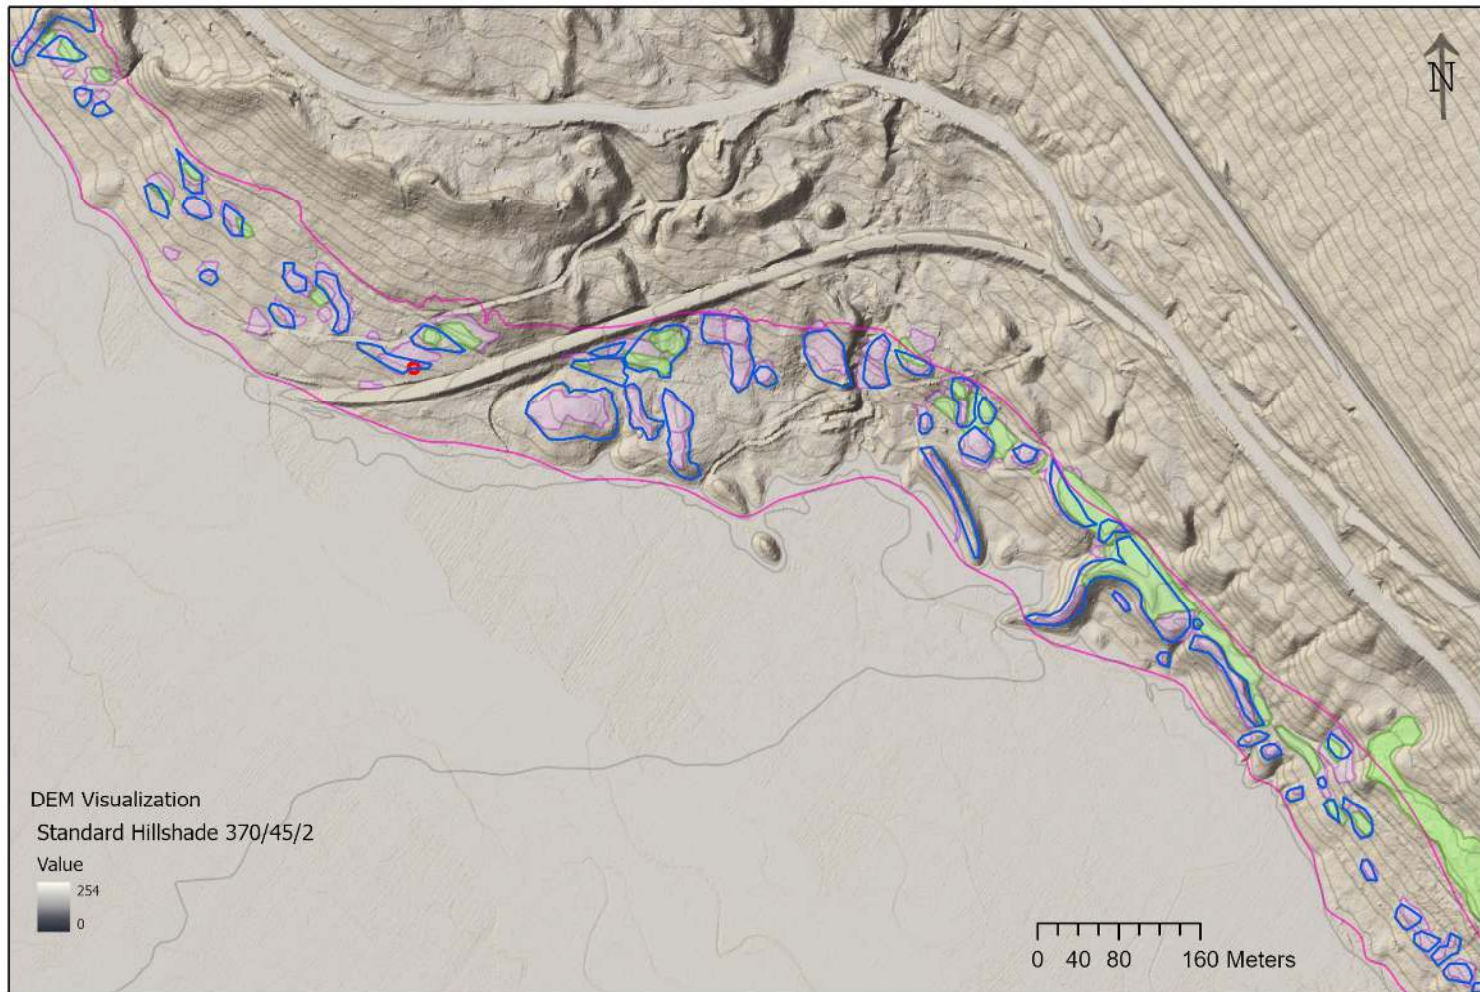 N
DEM Visualization
Standard Hillshade 370/45/2
Value
254
0
0 40 80 160 Meters